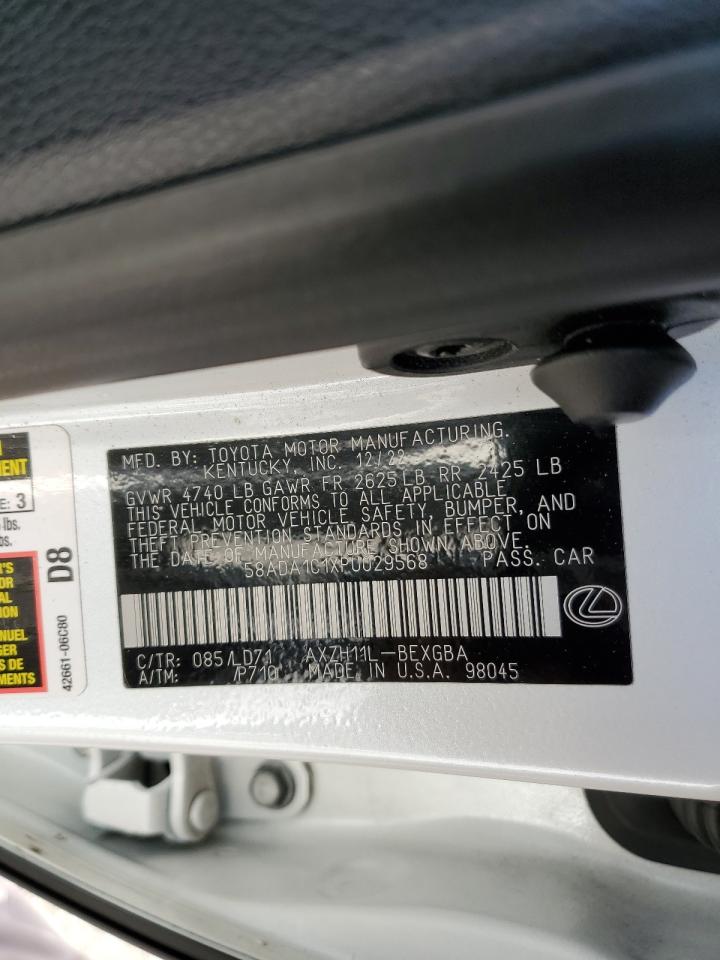 MFD. BY: TOYOTA MOTOR MANUFACTURING.
KENTUCKY, INC. 12/22
GVWR 4740 LB GAWR FR 2625 LB RR 2425 LB
THIS VEHICLE CONFORMS TO ALL APPLICABLE
FEDERAL MOTOR VEHICLE SAFETY, BUMPER, AND
THEFT PREVENTION STANDARDS IN EFFECT ON
THE DATE OF MANUFACTURE SHOWN ABOVE.
58ADA1C1XPU029568 PASS. CAR
C/TR: 085/LD71 AXZH11L-BEXGBA
A/TM: /P710 MADE IN U.S.A. 98045
E: 3
lbs.
bs.
D8
42661-06C80